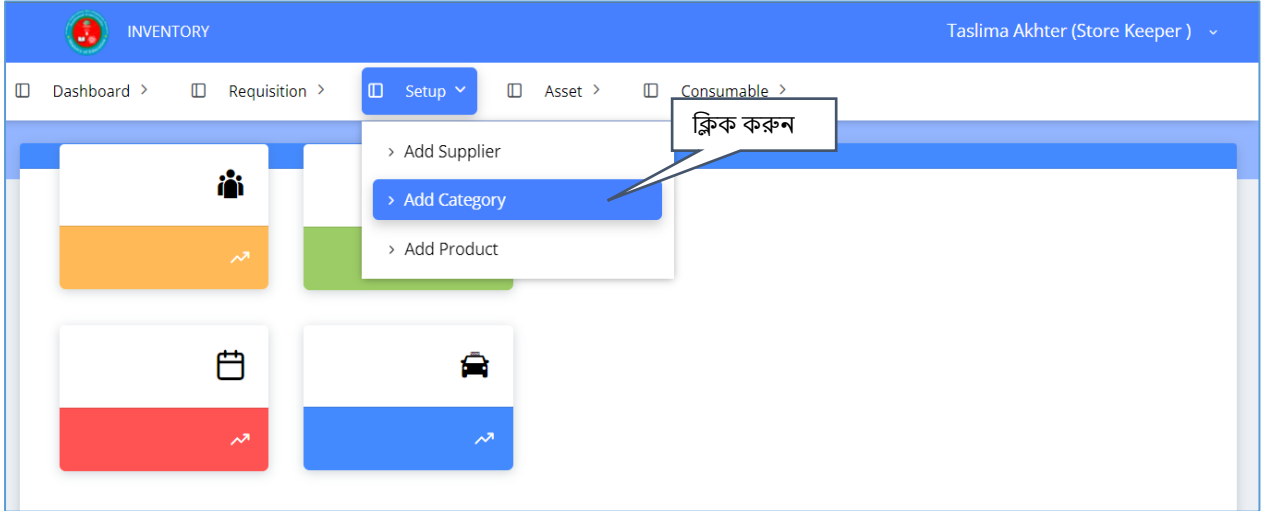 INVENTORY
Taslima Akhter (Store Keeper )
Dashboard
Requisition
Setup
Asset
Consumable
ক্লিক করুন
Add Supplier
Add Category
Add Product